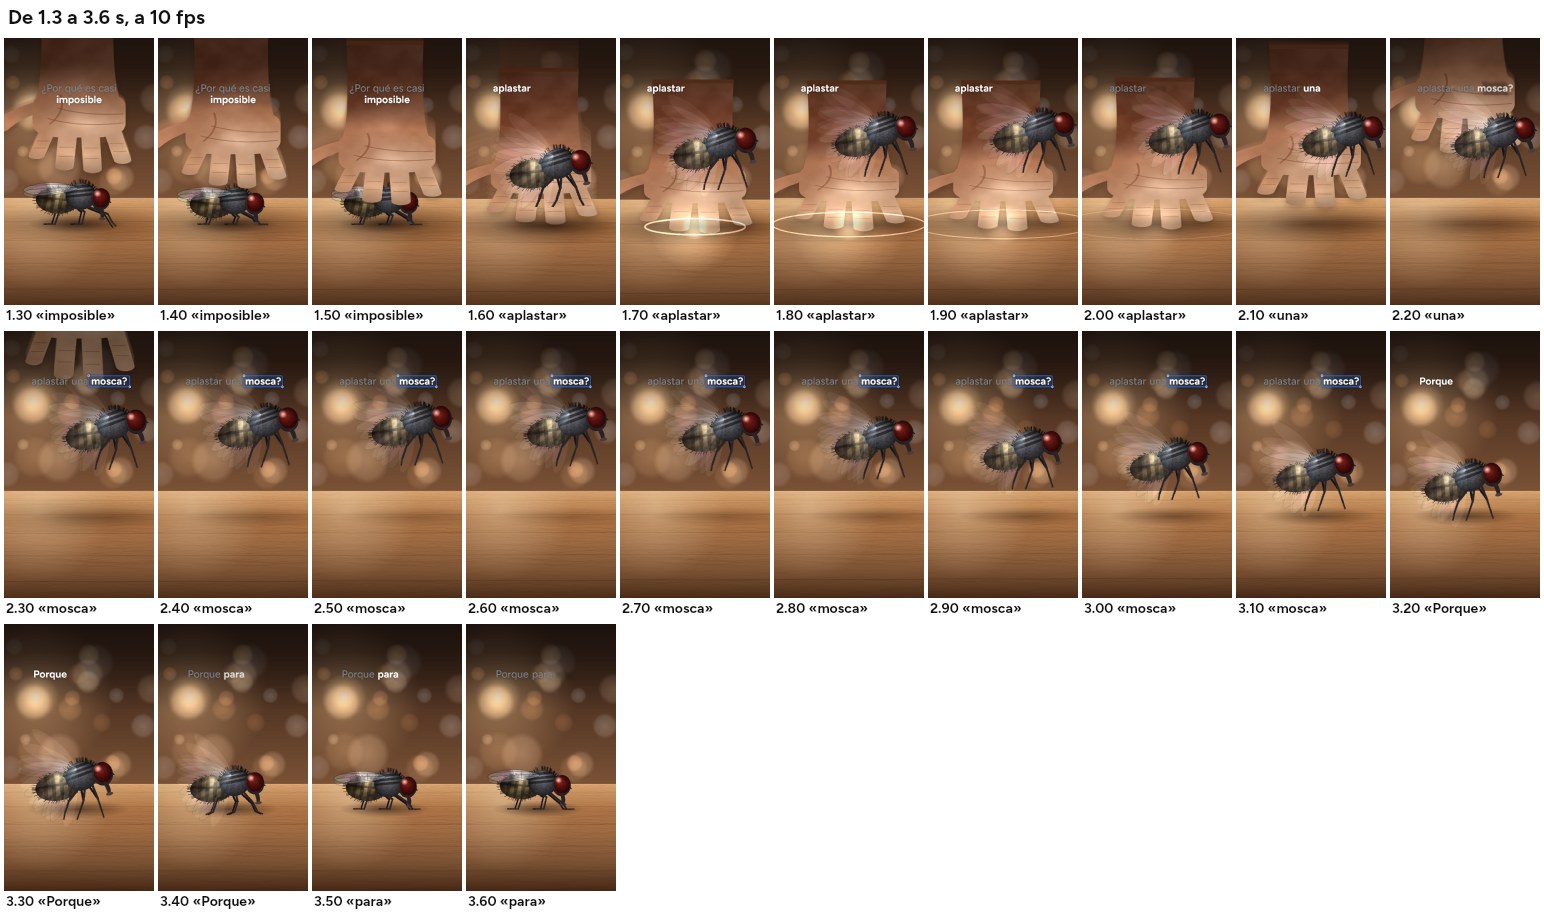 De 1.3 a 3.6 s, a 10 fps
¿Por qué es casi
imposible
¿Por qué es casi
imposible
¿Por qué es casi
imposible
aplastar
aplastar
aplastar
aplastar
aplastar
aplastar una
aplastar una mosca?
1.30 «imposible»
1.40 «imposible»
1.50 «imposible»
1.60 «aplastar»
1.70 «aplastar»
1.80 «aplastar»
1.90 «aplastar»
2.00 «aplastar»
2.10 «una»
2.20 «una»
aplastar una mosca?
aplastar una mosca?
aplastar una mosca?
aplastar una mosca?
aplastar una mosca?
aplastar una mosca?
aplastar una mosca?
aplastar una mosca?
aplastar una mosca?
Porque
2.30 «mosca»
2.40 «mosca»
2.50 «mosca»
2.60 «mosca»
2.70 «mosca»
2.80 «mosca»
2.90 «mosca»
3.00 «mosca»
3.10 «mosca»
3.20 «Porque»
Porque
Porque para
Porque para
Porque para
3.30 «Porque»
3.40 «Porque»
3.50 «para»
3.60 «para»